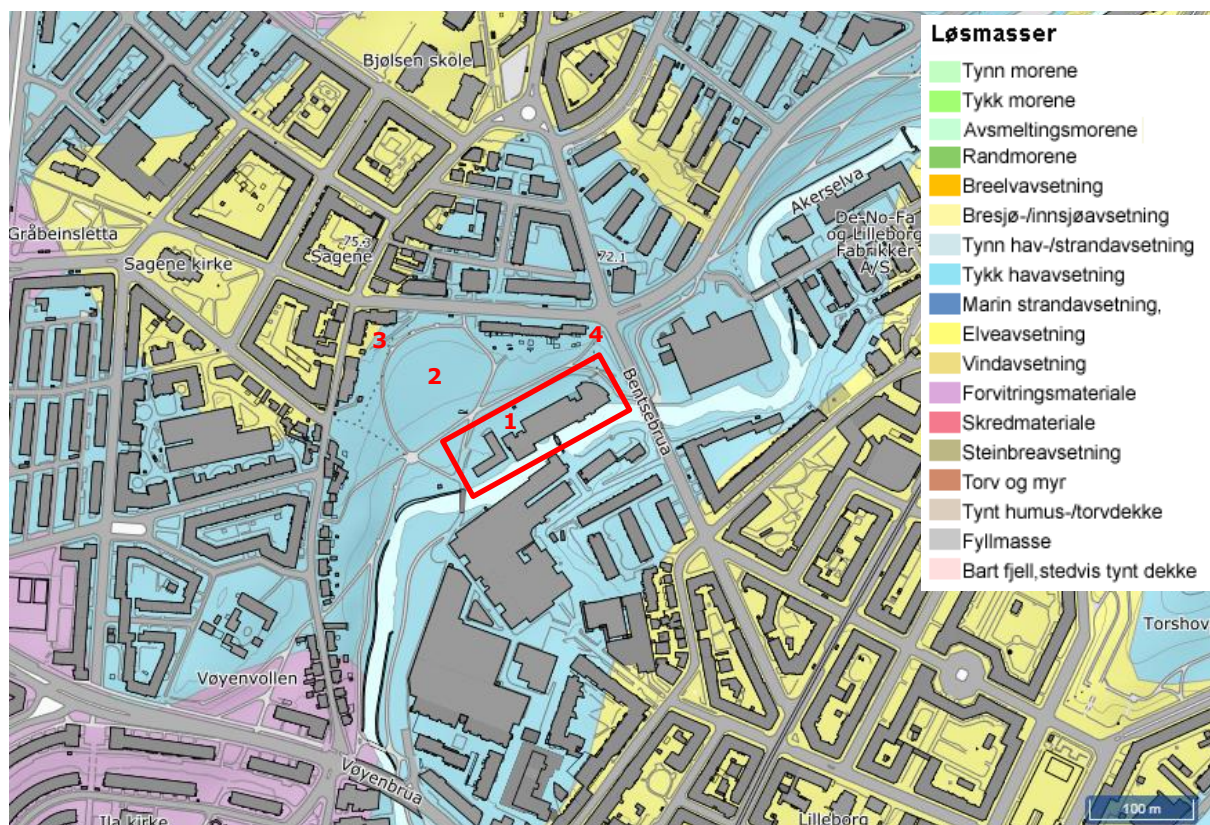 Bjølsen skole
Gråbeinsletta
Sagene kirke
75,3
Sagene
72,1
Akerselva
De-No-Fa
og Lilleborg
Fabrikker
A/S
3
2
4
1
Bentsebrua
Vøyenvollen
Vøyenbrua
Ila kirke
Lilleborg
Torshov
100 m
Løsmasser
Tynn morene
Tykk morene
Avsmeltingsmorene
Randmorene
Breelvavsetning
Bresjø-/innsjøavsetning
Tynn hav-/strandavsetning
Tykk havavsetning
Marin strandavsetning,
Elveavsetning
Vindavsetning
Forvitringsmateriale
Skredmateriale
Steinbreavsetning
Torv og myr
Tynt humus-/torvdekke
Fyllmasse
Bart fjell,stedvis tynt dekke